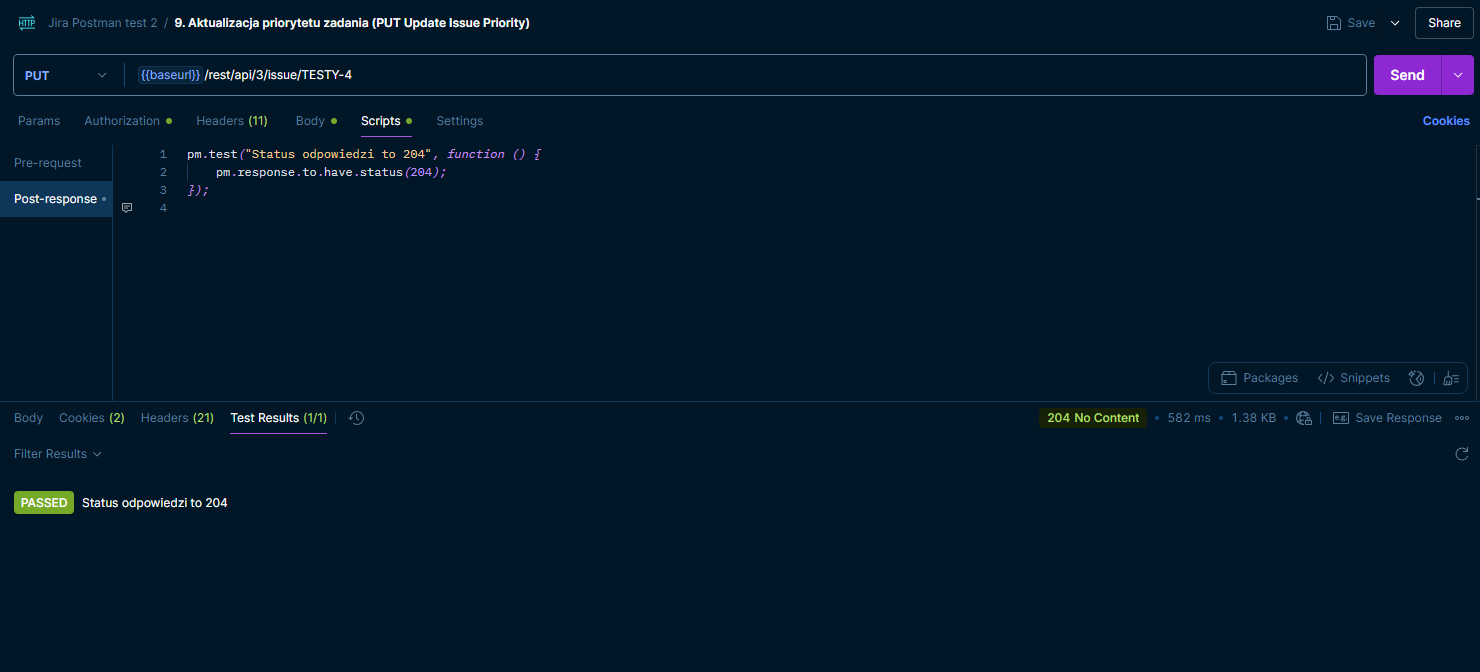 HTTP Jira Postman test 2 / 9. Aktualizacja priorytetu zadania (PUT Update Issue Priority) Save Share
PUT {{baseurl}}/rest/api/3/issue/TESTY-4 Send
Params Authorization Headers (11) Body Scripts Settings Cookies
Pre-request
Post-response
1 pm.test("Status odpowiedzi to 204", function () {
2 pm.response.to.have.status(204);
3 });
4
Packages </> Snippets
Body Cookies (2) Headers (21) Test Results (1/1) 204 No Content • 582 ms • 1.38 KB • e.g. Save Response
Filter Results
PASSED Status odpowiedzi to 204